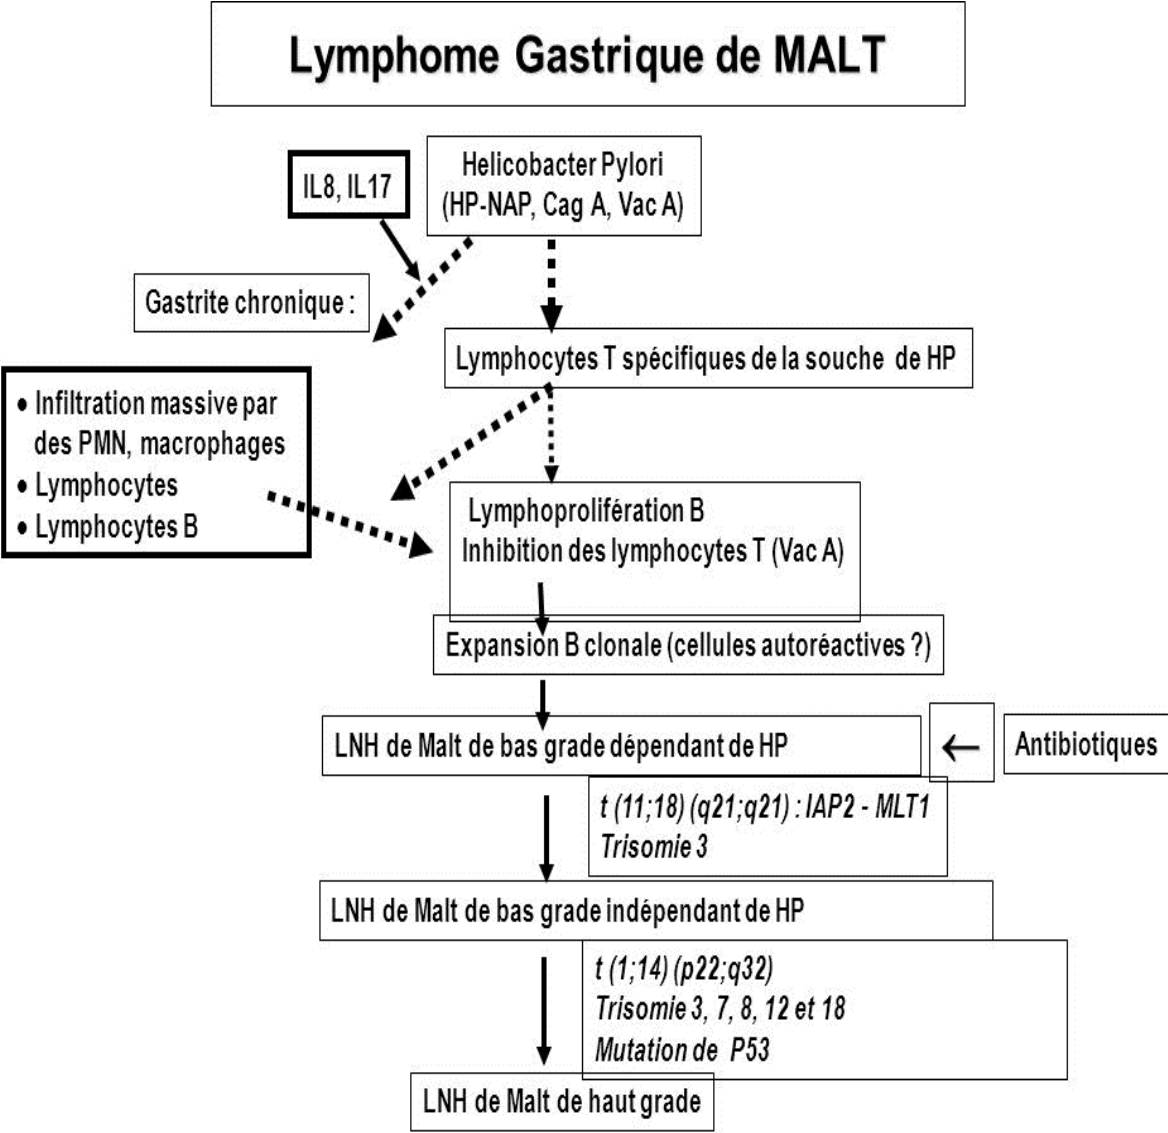 Lymphome Gastrique de MALT
IL8, IL17
Helicobacter Pylori
(HP-NAP, Cag A, Vac A)
Gastrite chronique :
Lymphocytes T spécifiques de la souche de HP
• Infiltration massive par
des PMN, macrophages
• Lymphocytes
• Lymphocytes B
Lymphoprolifération B
Inhibition des lymphocytes T (Vac A)
Expansion B clonale (cellules autoréactives ?)
LNH de Malt de bas grade dépendant de HP
←
Antibiotiques
t (11;18) (q21;q21) : IAP2 - MLT1
Trisomie 3
LNH de Malt de bas grade indépendant de HP
t (1;14) (p22;q32)
Trisomie 3, 7, 8, 12 et 18
Mutation de P53
LNH de Malt de haut grade